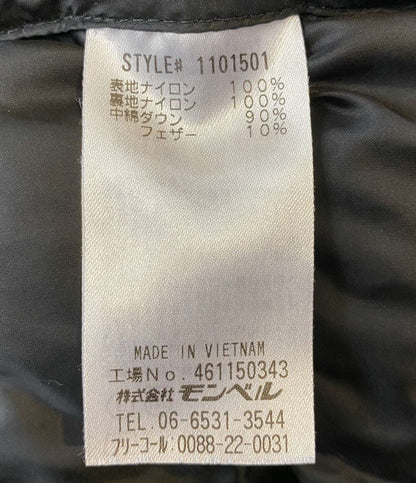 STYLE# 1101501
表地ナイロン 100%
裏地ナイロン 100%
中綿ダウン 90%
フェザー 10%
MADE IN VIETNAM
工場No. 461150343
株式会社モンベル
TEL. 06-6531-3544
フリーコール: 0088-22-0031